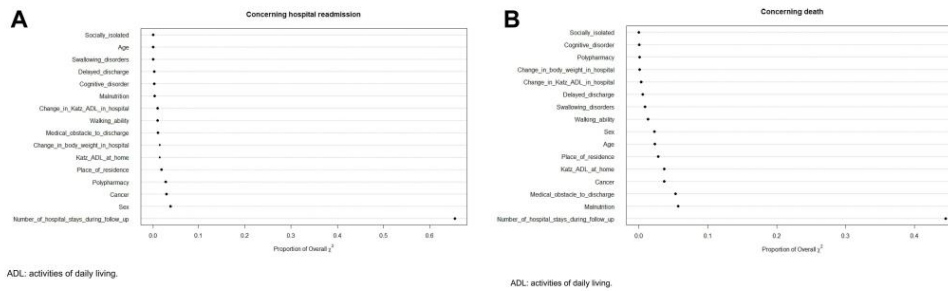 A
Concerning hospital readmission
Socially_isolated
Age
Swallowing_disorders
Delayed_discharge
Cognitive_disorder
Malnutrition
Change_in_Katz_ADL_in_hospital
Walking_ability
Medical_obstacle_to_discharge
Change_in_body_weight_in_hospital
Katz_ADL_at_home
Place_of_residence
Polypharmacy
Cancer
Sex
Number_of_hospital_stays_during_follow_up
0.0 0.1 0.2 0.3 0.4 0.5 0.6
Proportion of Overall χ²
ADL: activities of daily living.
B
Concerning death
Socially_isolated
Cognitive_disorder
Polypharmacy
Change_in_body_weight_in_hospital
Change_in_Katz_ADL_in_hospital
Delayed_discharge
Swallowing_disorders
Walking_ability
Sex
Age
Place_of_residence
Katz_ADL_at_home
Cancer
Medical_obstacle_to_discharge
Malnutrition
Number_of_hospital_stays_during_follow_up
0.0 0.1 0.2 0.3 0.4
Proportion of Overall χ²
ADL: activities of daily living.